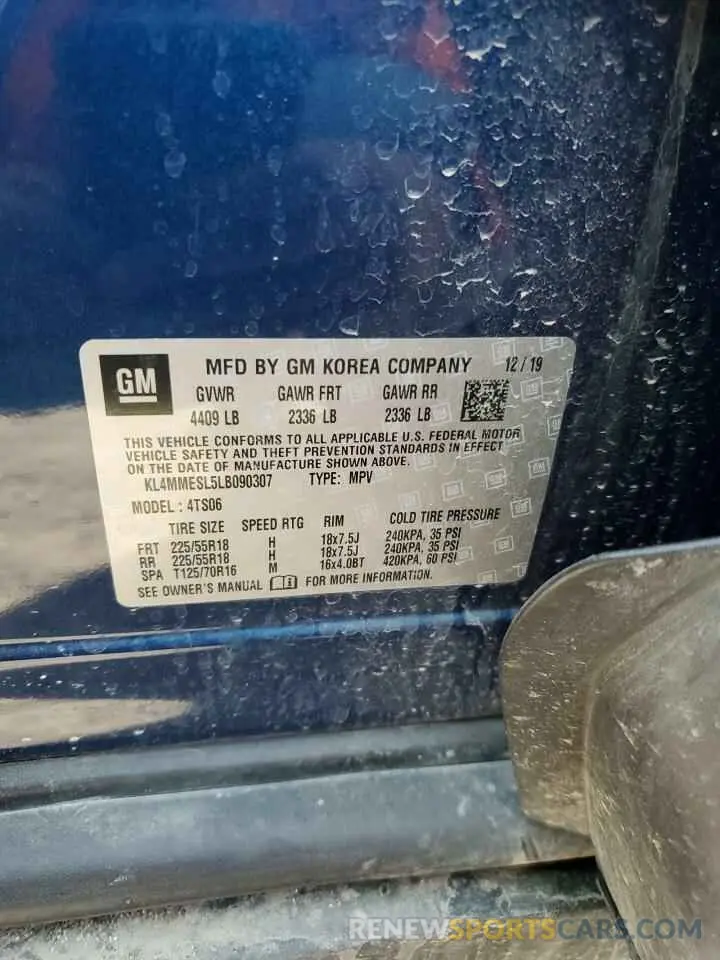 GM
MFD BY GM KOREA COMPANY 12/19
GVWR GAWR FRT GAWR RR
4409 LB 2336 LB 2336 LB
THIS VEHICLE CONFORMS TO ALL APPLICABLE U.S. FEDERAL MOTOR
VEHICLE SAFETY AND THEFT PREVENTION STANDARDS IN EFFECT
ON THE DATE OF MANUFACTURE SHOWN ABOVE.
KL4MMESL5LB090307 TYPE: MPV
MODEL: 4TS06
TIRE SIZE SPEED RTG RIM COLD TIRE PRESSURE
FRT 225/55R18 H 18x7.5J 240KPA, 35 PSI
RR 225/55R18 H 18x7.5J 240KPA, 35 PSI
SPA T125/70R16 M 16x4.0BT 420KPA, 60 PSI
SEE OWNER'S MANUAL FOR MORE INFORMATION.
RENEWSPORTSCARS.COM